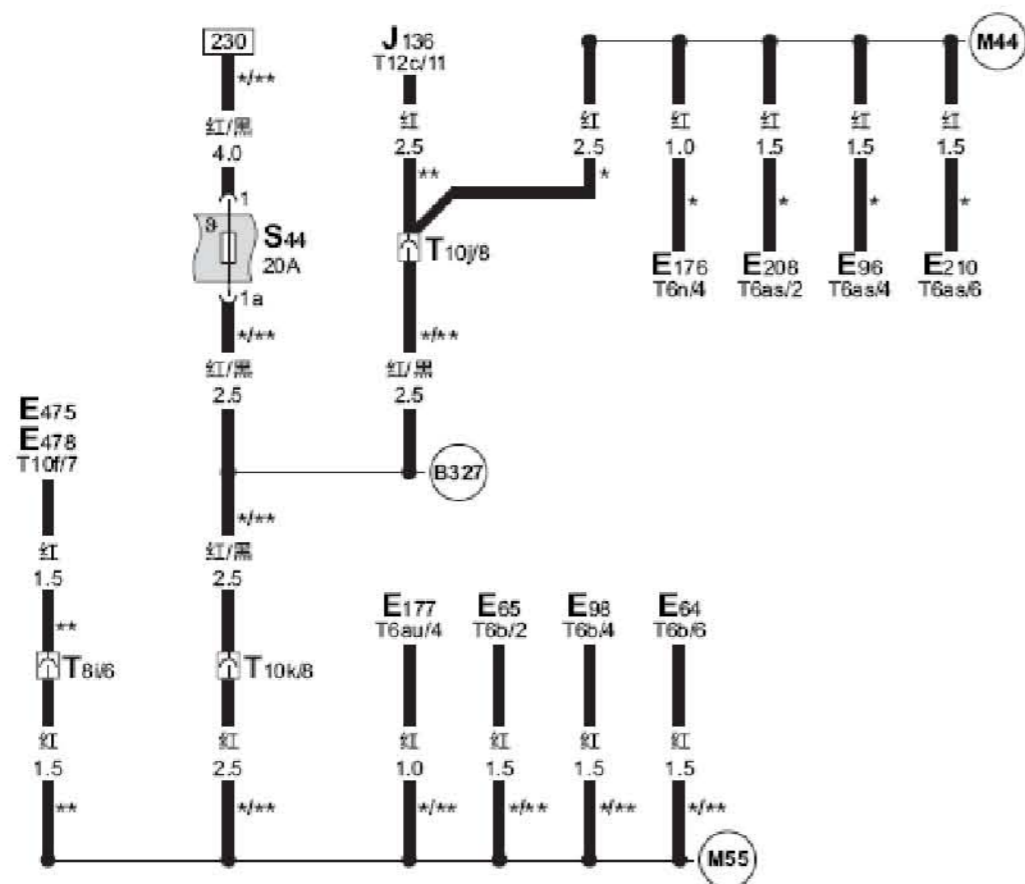 230
*/**
红/黑
4.0
1
S44
20A
1a
*/**
红/黑
2.5
J136
T12c/11
红
2.5
**
T10j/8
*/**
红/黑
2.5
B327
红
2.5
*
M44
红
1.0
*
E176
T6n/4
红
1.5
*
E208
T6as/2
红
1.5
*
E96
T6as/4
红
1.5
*
E210
T6as/6
E475
E478
T10f/7
红
1.5
**
T8i/6
红
1.5
**
*/**
红/黑
2.5
T10k/8
红
2.5
*/**
E177
T6au/4
红
1.0
*/**
E65
T6b/2
红
1.5
*/**
E98
T6b/4
红
1.5
*/**
E64
T6b/6
红
1.5
*/**
M55